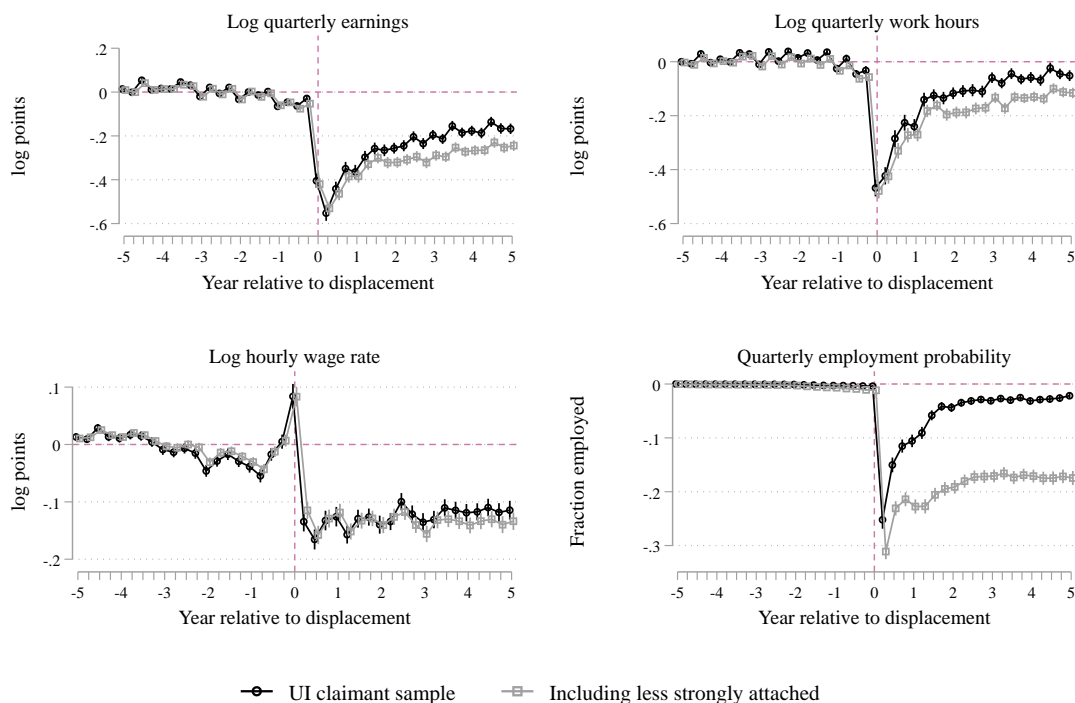 Log quarterly earnings
log points
.2
0
-.2
-.4
-.6
-5 -4 -3 -2 -1 0 1 2 3 4 5
Year relative to displacement
Log quarterly work hours
log points
0
-.2
-.4
-.6
-5 -4 -3 -2 -1 0 1 2 3 4 5
Year relative to displacement
Log hourly wage rate
log points
.1
0
-.1
-.2
-5 -4 -3 -2 -1 0 1 2 3 4 5
Year relative to displacement
Quarterly employment probability
Fraction employed
0
-.1
-.2
-.3
-5 -4 -3 -2 -1 0 1 2 3 4 5
Year relative to displacement
UI claimant sample
Including less strongly attached